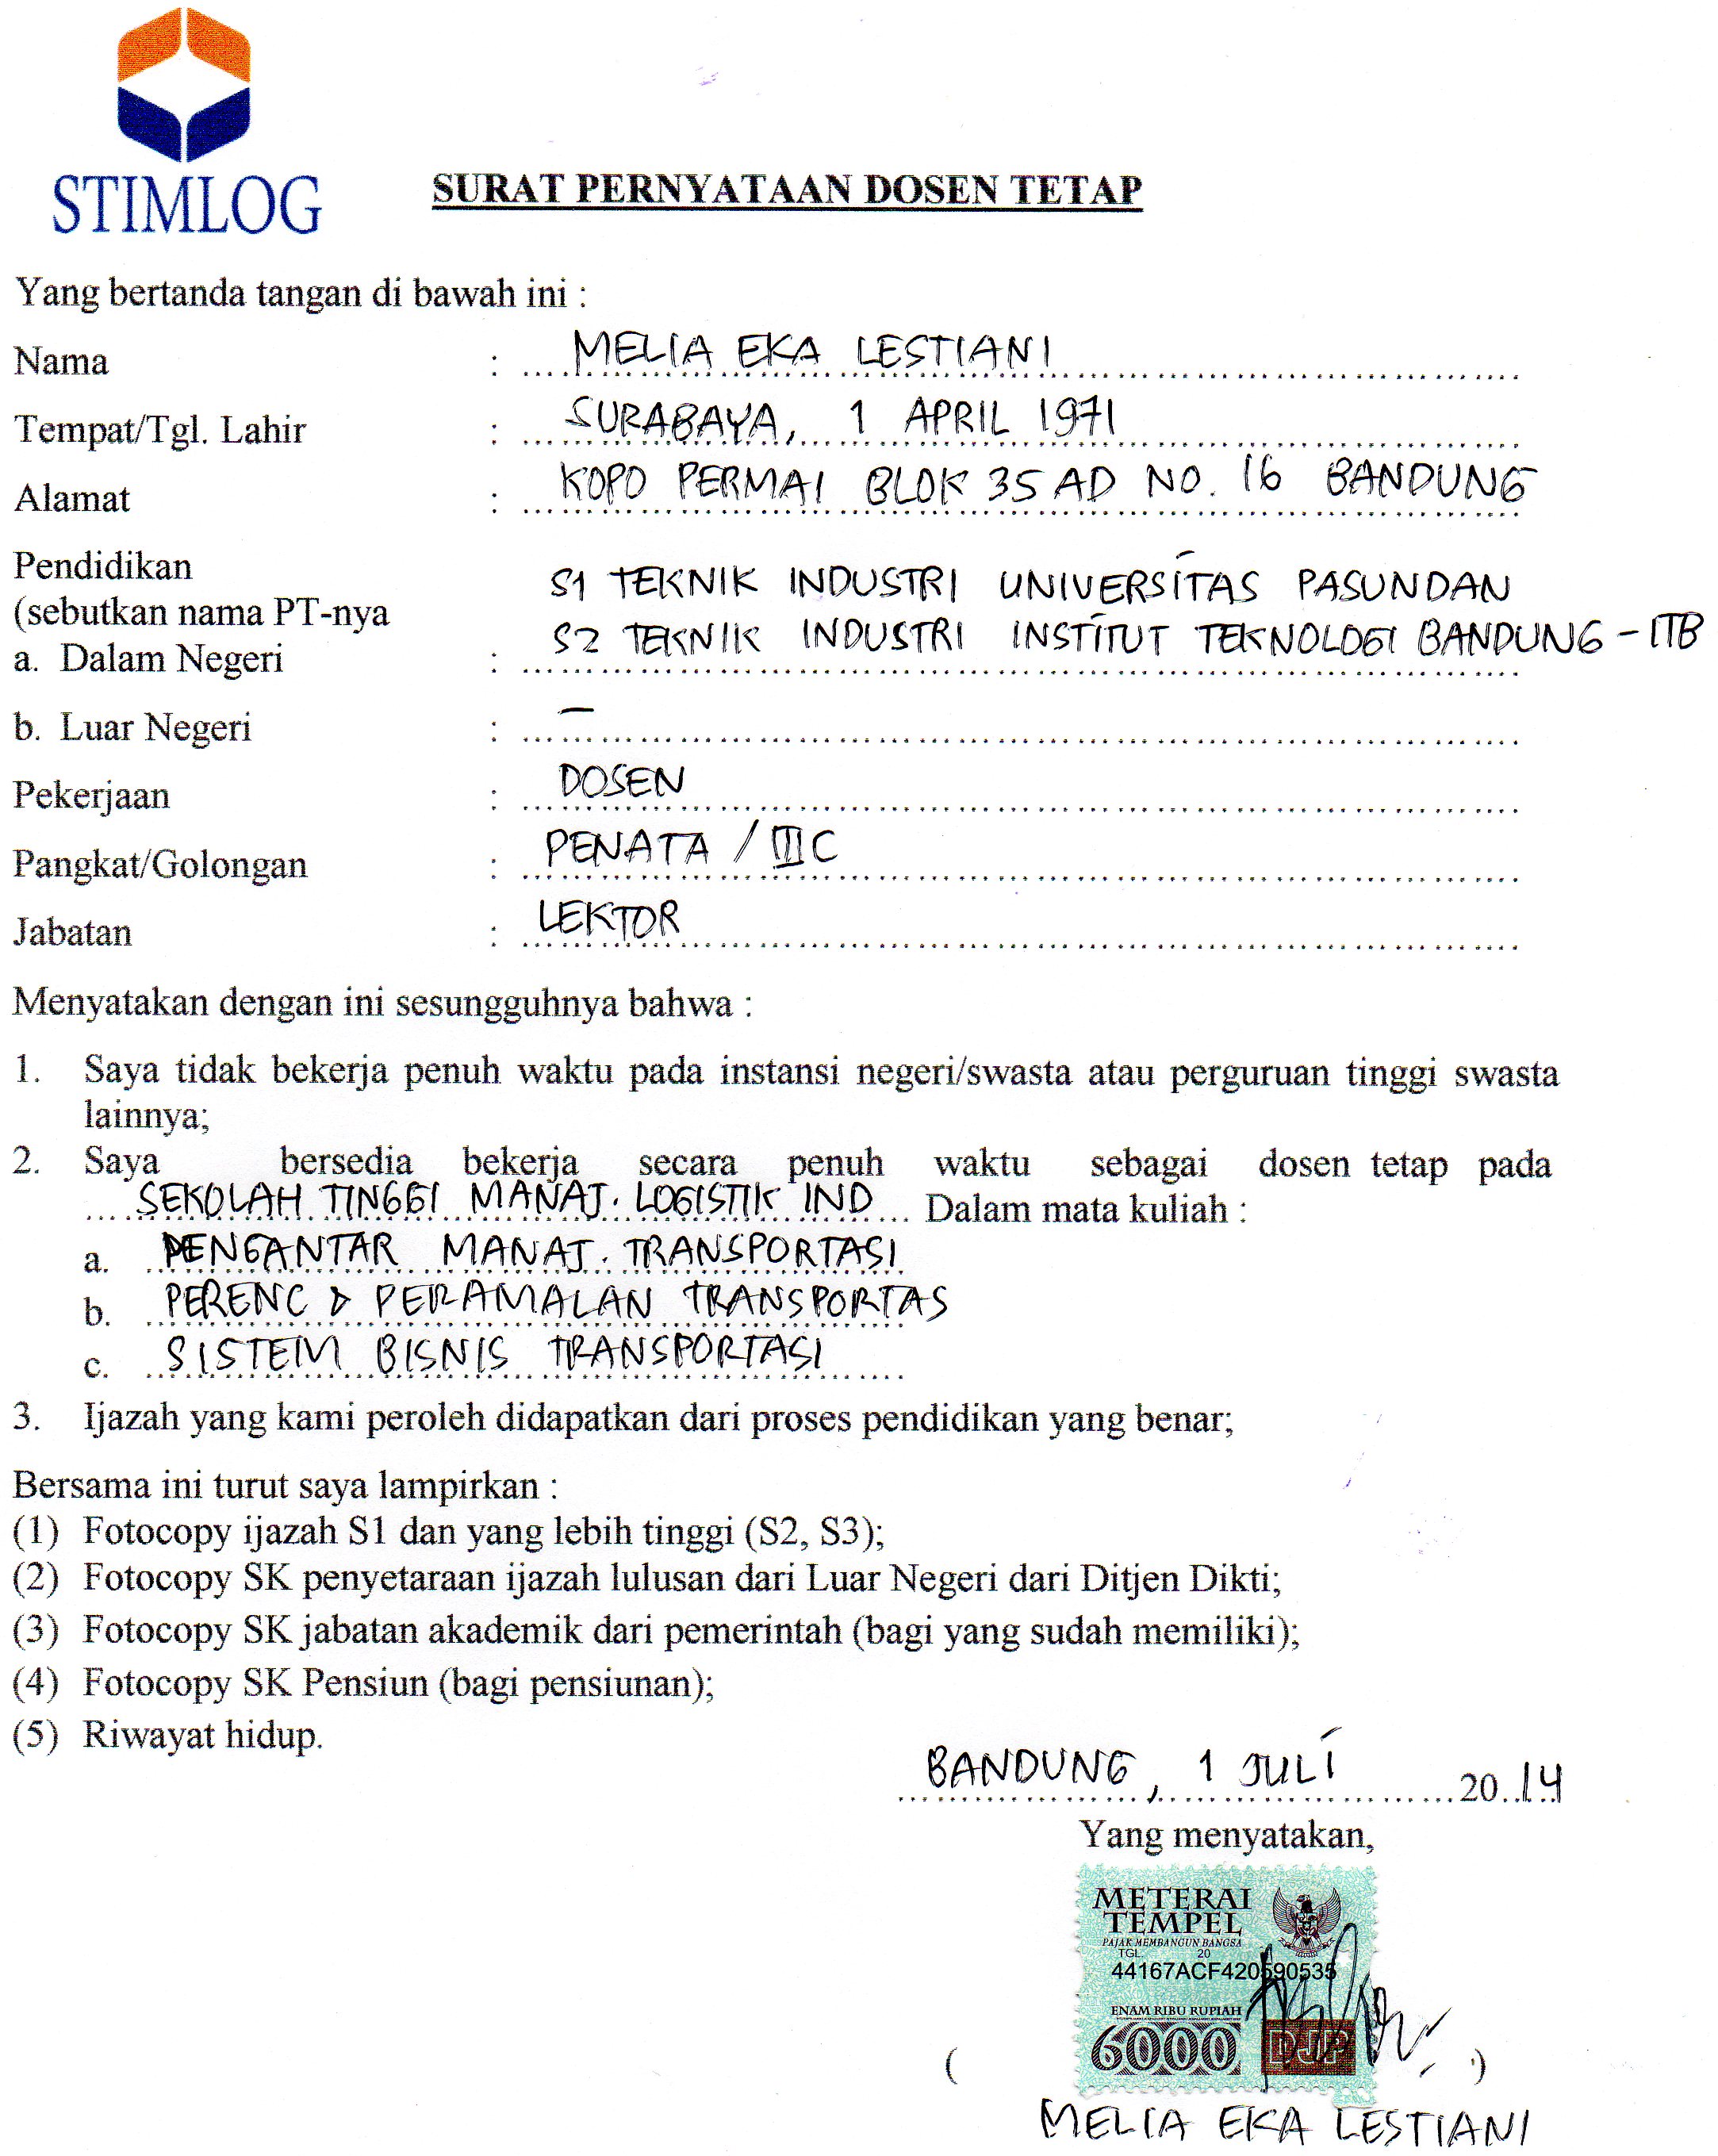 STIMLOG
SURAT PERNYATAAN DOSEN TETAP
Yang bertanda tangan di bawah ini :
Nama : MELIA EKA LESTIANI
Tempat/Tgl. Lahir : SURABAYA, 1 APRIL 1971
Alamat : KOPO PERMAI BLOK 35 AD NO. 16 BANDUNG
Pendidikan
(sebutkan nama PT-nya S1 TEKNIK INDUSTRI UNIVERSITAS PASUNDAN
a. Dalam Negeri : S2 TEKNIK INDUSTRI INSTITUT TEKNOLOGI BANDUNG - ITB
b. Luar Negeri : -
Pekerjaan : DOSEN
Pangkat/Golongan : PENATA / III C
Jabatan : LEKTOR
Menyatakan dengan ini sesungguhnya bahwa :
1. Saya tidak bekerja penuh waktu pada instansi negeri/swasta atau perguruan tinggi swasta
lainnya;
2. Saya bersedia bekerja secara penuh waktu sebagai dosen tetap pada
SEKOLAH TINGGI MANAJ. LOGISTIK IND Dalam mata kuliah :
a. PENGANTAR MANAJ. TRANSPORTASI
b. PERENC & PERAMALAN TRANSPORTAS
c. SISTEM BISNIS TRANSPORTASI
3. Ijazah yang kami peroleh didapatkan dari proses pendidikan yang benar;
Bersama ini turut saya lampirkan :
(1) Fotocopy ijazah S1 dan yang lebih tinggi (S2, S3);
(2) Fotocopy SK penyetaraan ijazah lulusan dari Luar Negeri dari Ditjen Dikti;
(3) Fotocopy SK jabatan akademik dari pemerintah (bagi yang sudah memiliki);
(4) Fotocopy SK Pensiun (bagi pensiunan);
(5) Riwayat hidup.
BANDUNG, 1 JULI 2014
Yang menyatakan,
METERAI
TEMPEL
PAJAK MEMBANGUN BANGSA
TGL 20
44167ACF420590535
ENAM RIBU RUPIAH
6000 DJP
( )
MELIA EKA LESTIANI